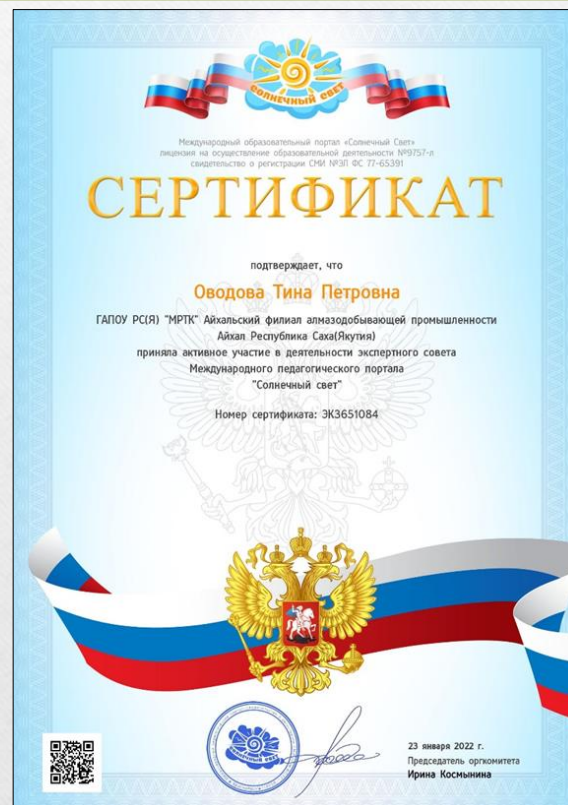 СОЛНЕЧНЫЙ СВЕТ
Международный образовательный портал «Солнечный Свет»
лицензия на осуществление образовательной деятельности №9757-л
свидетельство о регистрации СМИ №ЭЛ ФС 77-65391
СЕРТИФИКАТ
подтверждает, что
Оводова Тина Петровна
ГАПОУ РС(Я) "МРТК" Айхальский филиал алмазодобывающей промышленности
Айхал Республика Саха(Якутия)
приняла активное участие в деятельности экспертного совета
Международного педагогического портала
"Солнечный свет"
Номер сертификата: ЭК3651084
СОЛНЕЧНЫЙ СВЕТ
23 января 2022 г.
Председатель оргкомитета
Ирина Космынина